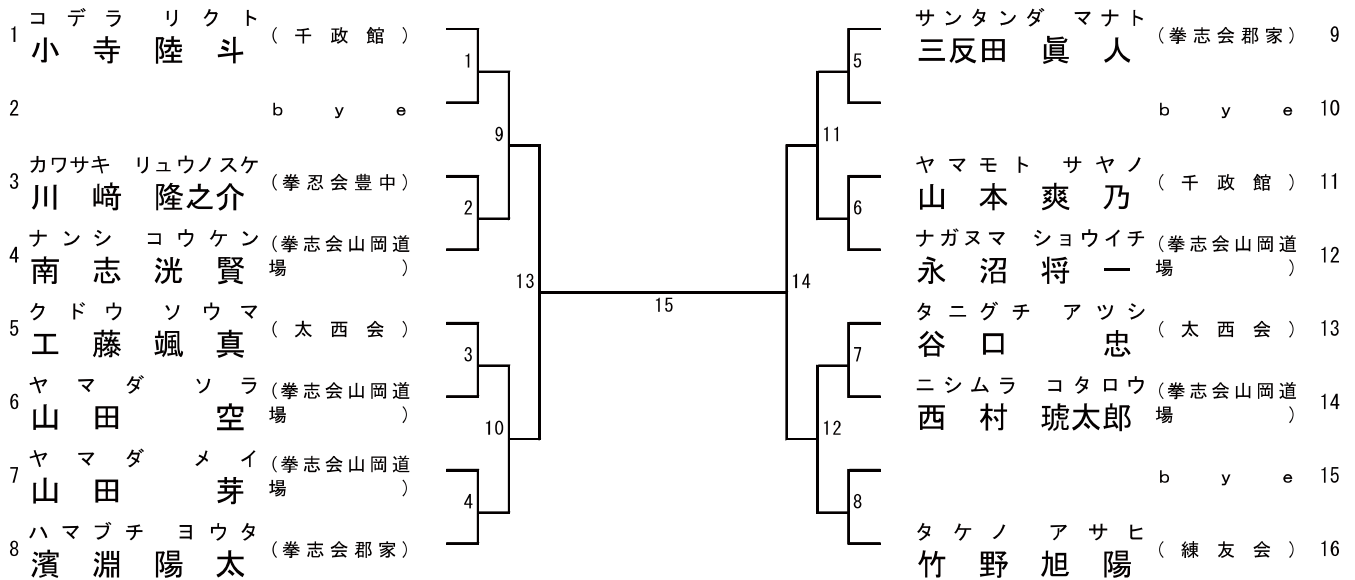 コデラ リクト
1 小寺 陸斗 (千政館)
2 bye
カワサキ リュウノスケ
3 川﨑 隆之介 (拳忍会豊中)
ナンシ コウケン
4 南志 洸賢 (拳志会山岡道場)
クドウ ソウマ
5 工藤 颯真 (太西会)
ヤマダ ソラ
6 山田 空 (拳志会山岡道場)
ヤマダ メイ
7 山田 芽 (拳志会山岡道場)
ハマブチ ヨウタ
8 濱淵 陽太 (拳志会郡家)
1
2
3
4
9
10
13
15
14
11
12
5
6
7
8
サンタンダ マナト
三反田 眞人 (拳志会郡家) 9
bye 10
ヤマモト サヤノ
山本 爽乃 (千政館) 11
ナガヌマ ショウイチ
永沼 将一 (拳志会山岡道場) 12
タニグチ アツシ
谷口 忠 (太西会) 13
ニシムラ コタロウ
西村 琥太郎 (拳志会山岡道場) 14
bye 15
タケノ アサヒ
竹野 旭陽 (練友会) 16